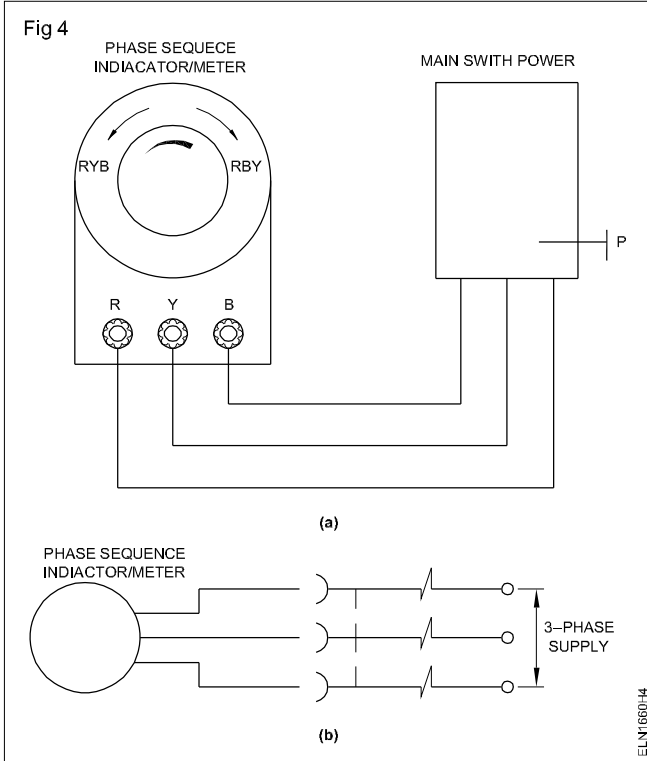 Fig 4
PHASE SEQUECE
INDIACATOR/METER
MAIN SWITH POWER
RYB
RBY
P
R Y B
(a)
PHASE SEQUENCE
INDIACTOR/METER
3-PHASE
SUPPLY
(b)
ELN1660H4